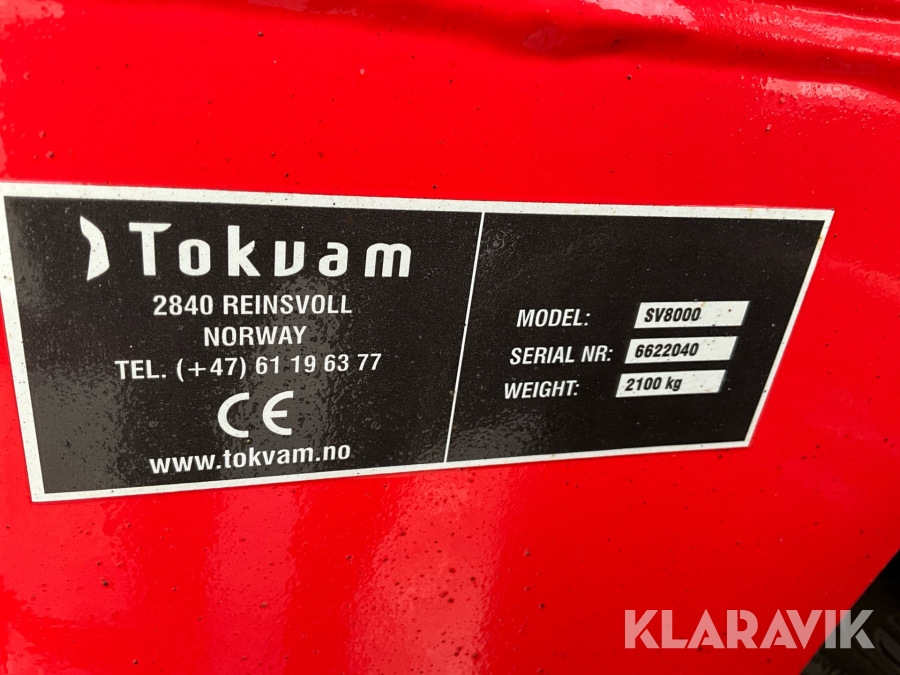 Tokvam
2840 REINSVOLL
NORWAY
TEL. (+47) 61 19 63 77
CE
www.tokvam.no
MODEL: SV8000
SERIAL NR: 6622040
WEIGHT: 2100 kg
KLARAVIK